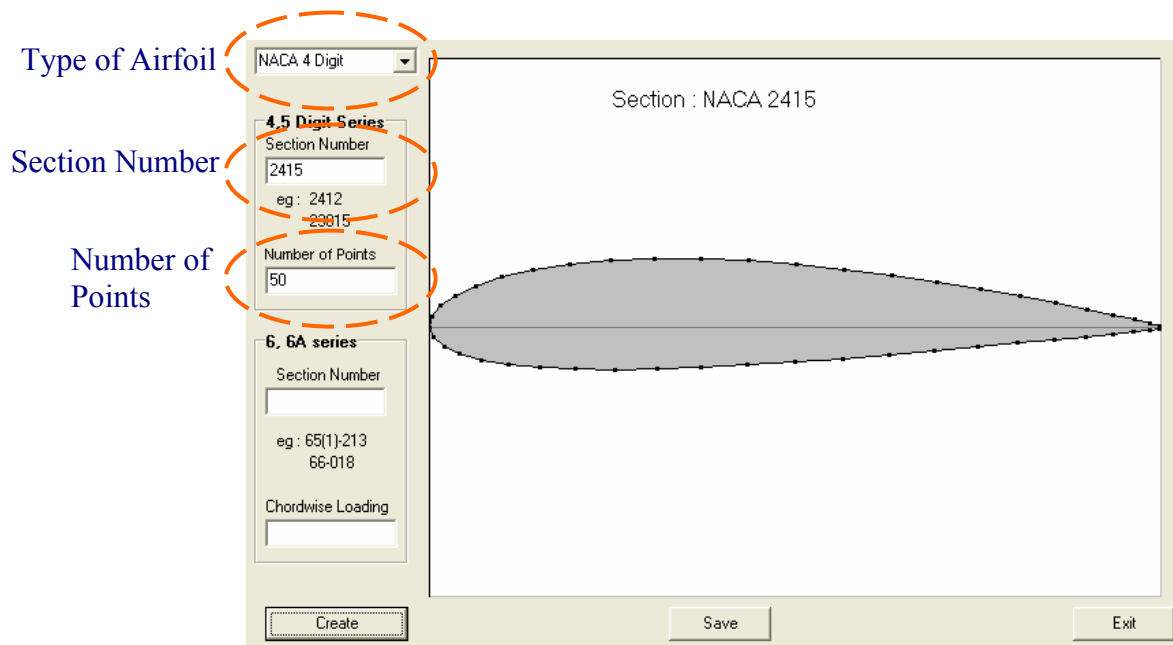 Type of Airfoil
NACA 4 Digit
Section : NACA 2415
4,5 Digit Series
Section Number
Section Number
2415
eg : 2412
23015
Number of Points
Number of
Points
50
6, 6A series
Section Number
eg : 65(1)-213
66-018
Chordwise Loading
Create
Save
Exit